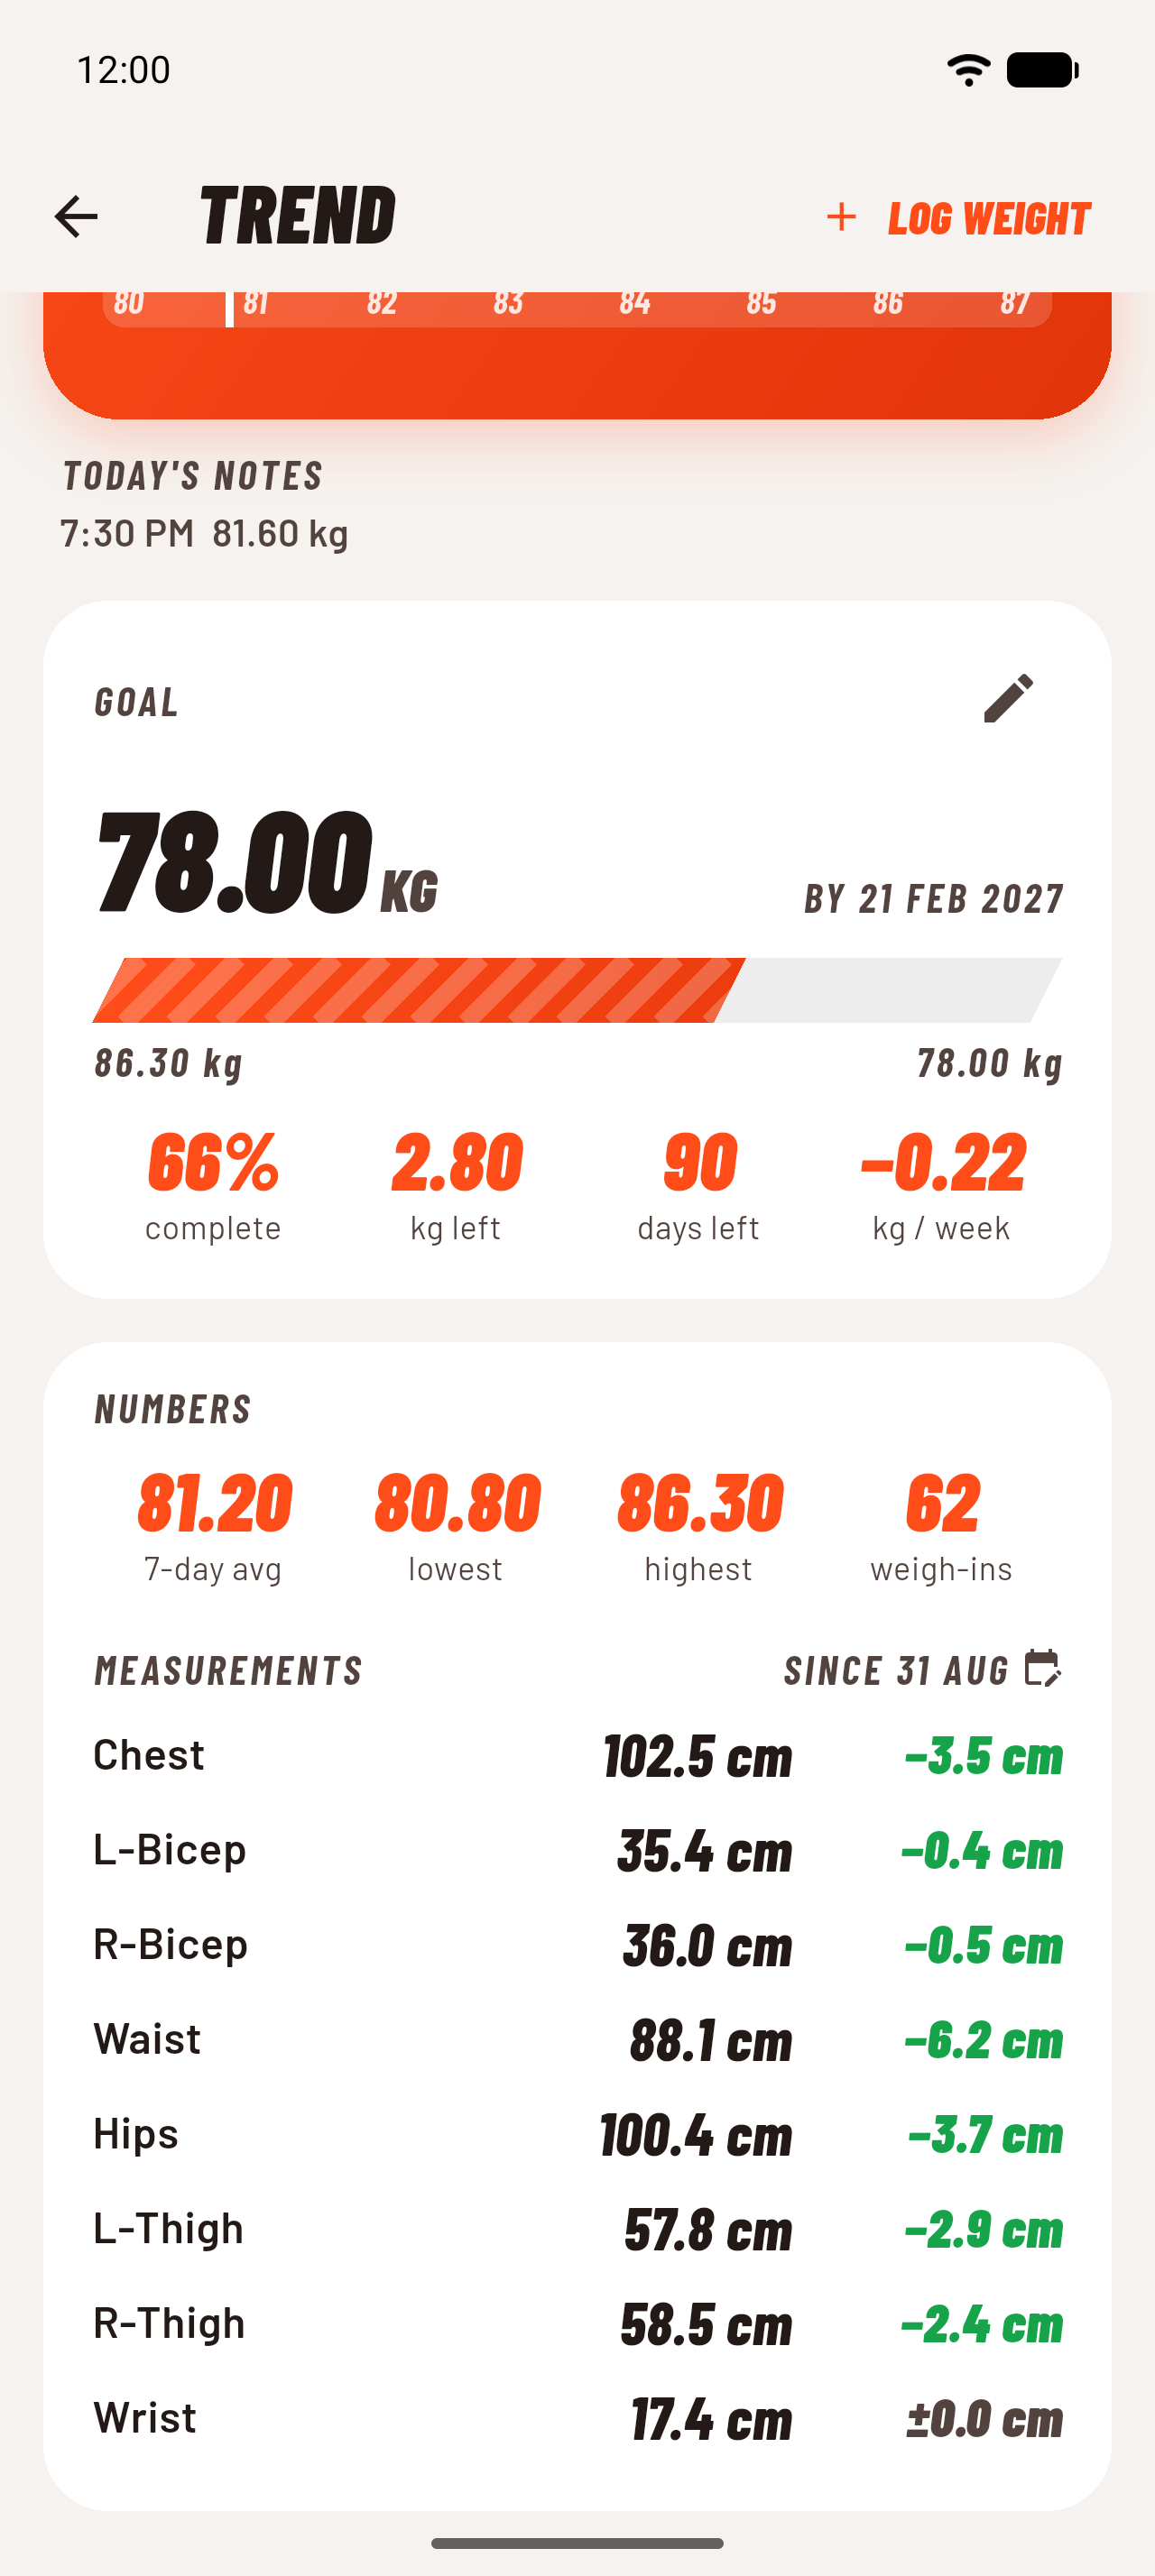 12:00
TREND
+ LOG WEIGHT
80 81 82 83 84 85 86 87
TODAY'S NOTES
7:30 PM 81.60 kg
GOAL
78.00 KG
BY 21 FEB 2027
86.30 kg 78.00 kg
66% 2.80 90 −0.22
complete kg left days left kg / week
NUMBERS
81.20 80.80 86.30 62
7-day avg lowest highest weigh-ins
MEASUREMENTS SINCE 31 AUG
Chest 102.5 cm −3.5 cm
L-Bicep 35.4 cm −0.4 cm
R-Bicep 36.0 cm −0.5 cm
Waist 88.1 cm −6.2 cm
Hips 100.4 cm −3.7 cm
L-Thigh 57.8 cm −2.9 cm
R-Thigh 58.5 cm −2.4 cm
Wrist 17.4 cm ±0.0 cm